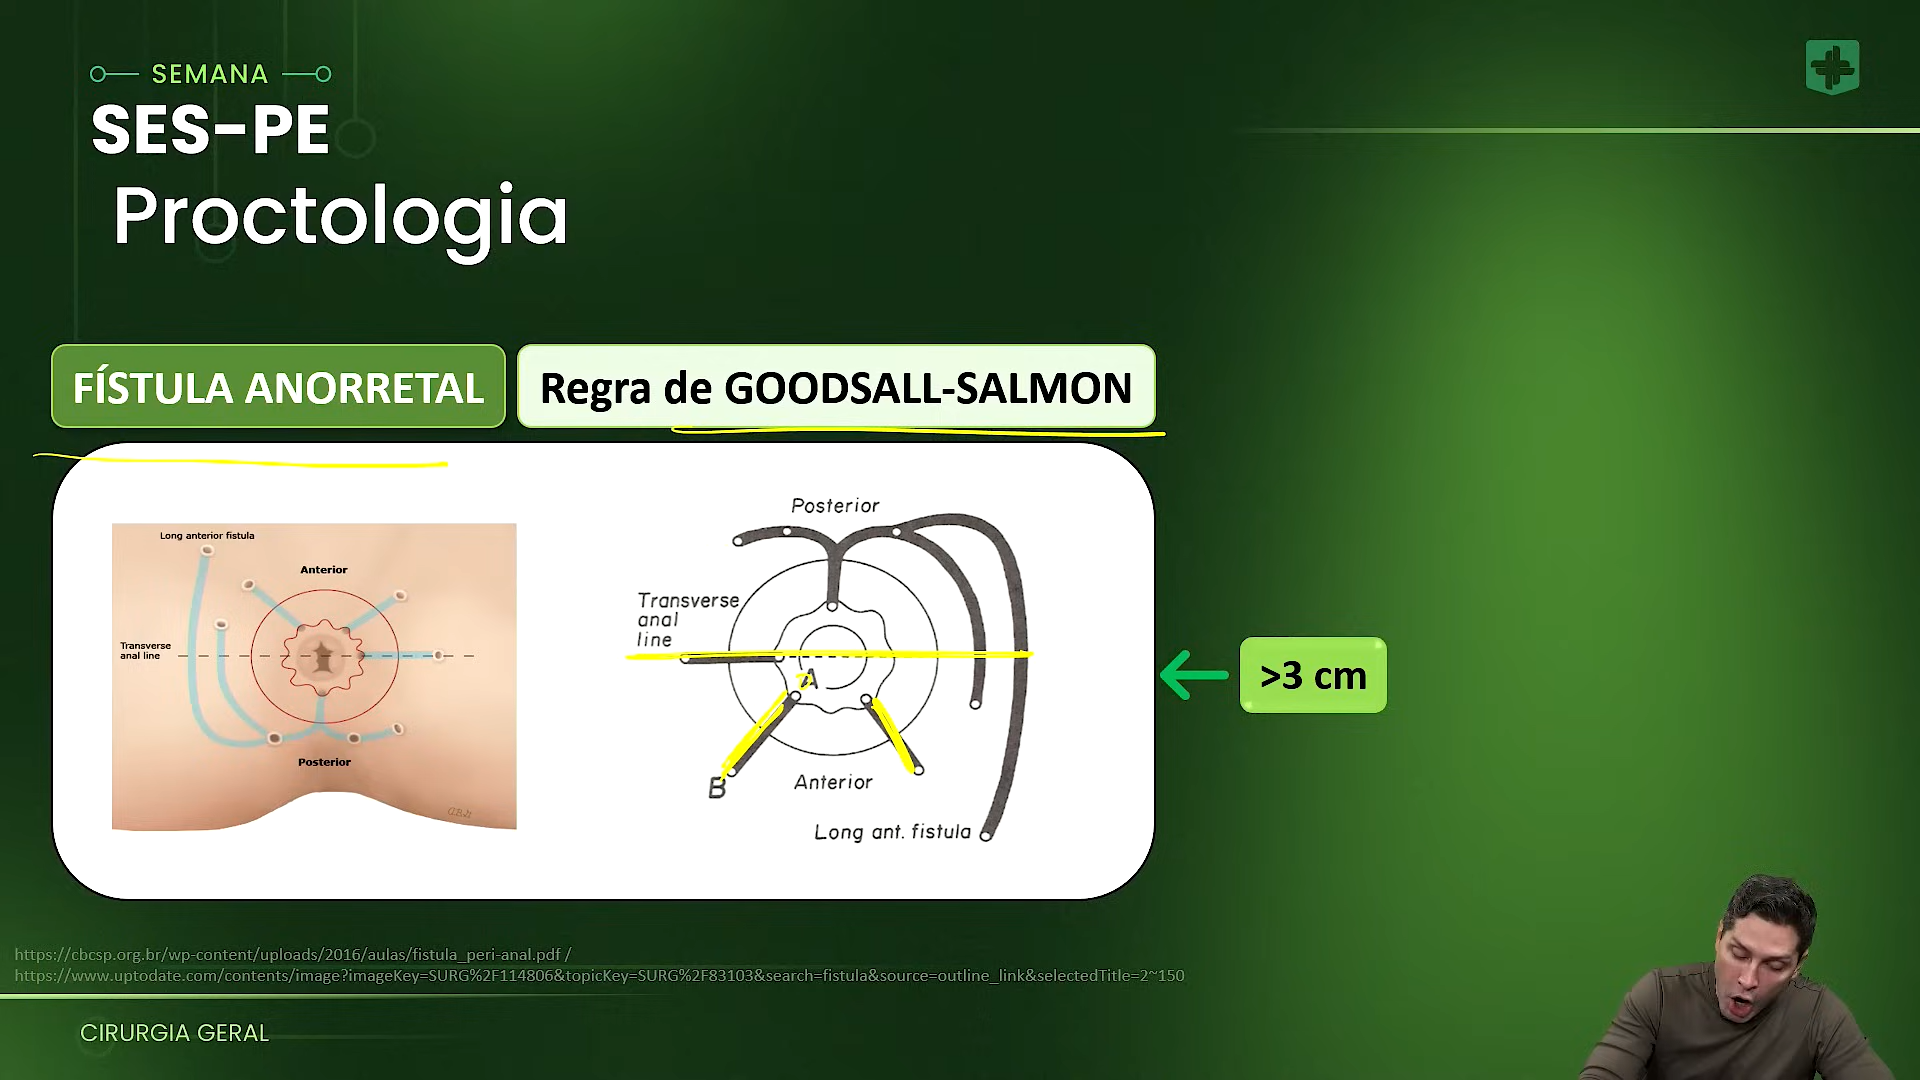 SEMANA
SES-PE
Proctologia
FÍSTULA ANORRETAL
Regra de GOODSALL-SALMON
Long anterior fistula
Anterior
Transverse
anal line
Posterior
Posterior
Transverse
anal
line
A
B
Anterior
Long ant. fistula
>3 cm
https://cbcsp.org.br/wp-content/uploads/2016/aulas/fistula_peri-anal.pdf /
https://www.uptodate.com/contents/image?imageKey=SURG%2F114806&topicKey=SURG%2F83103&search=fistula&source=outline_link&selectedTitle=2~150
CIRURGIA GERAL